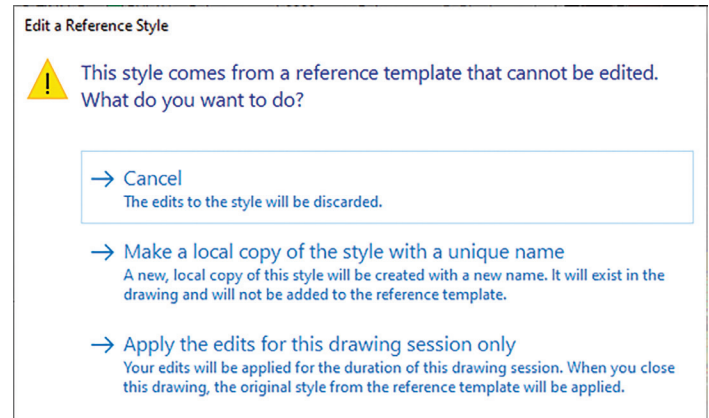 Edit a Reference Style
This style comes from a reference template that cannot be edited.
What do you want to do?
Cancel
The edits to the style will be discarded.
Make a local copy of the style with a unique name
A new, local copy of this style will be created with a new name. It will exist in the
drawing and will not be added to the reference template.
Apply the edits for this drawing session only
Your edits will be applied for the duration of this drawing session. When you close
this drawing, the original style from the reference template will be applied.